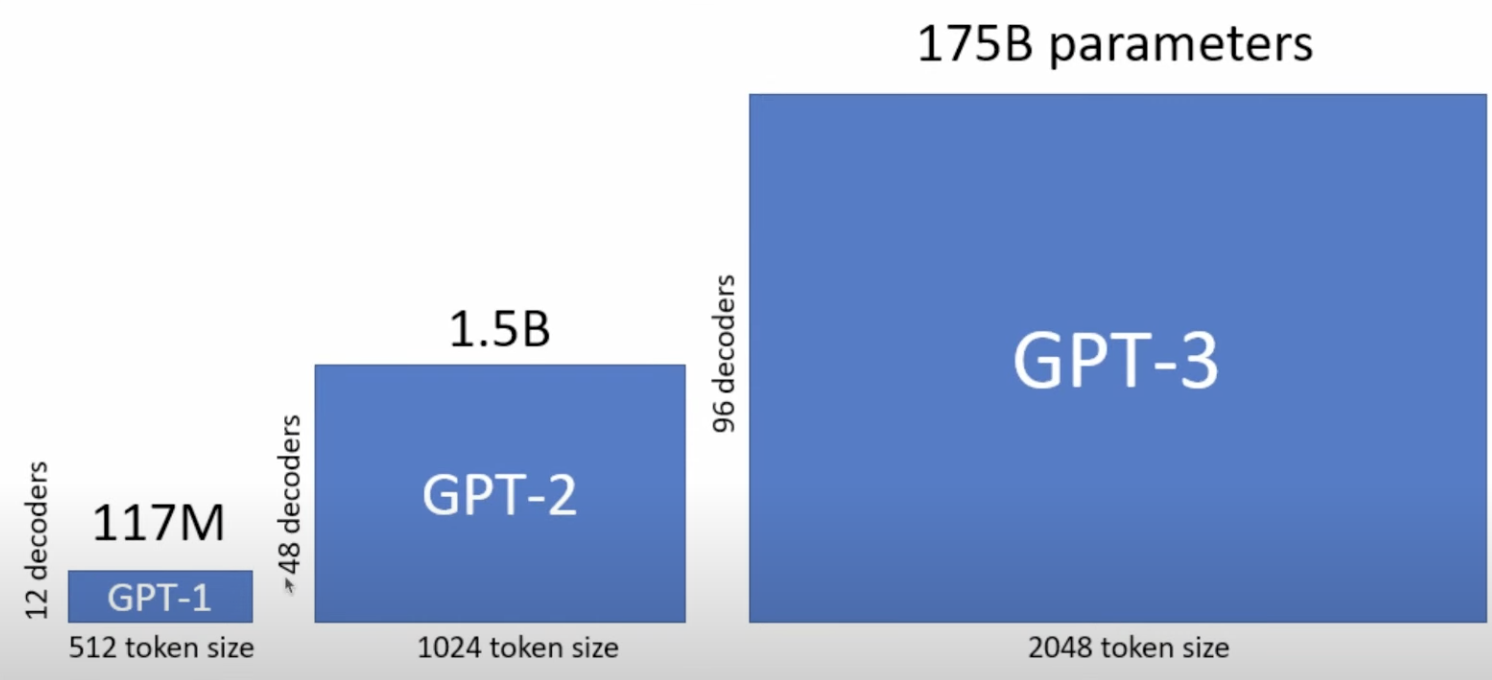 175B parameters
96 decoders
GPT-3
2048 token size
1.5B
48 decoders
GPT-2
1024 token size
117M
12 decoders
GPT-1
512 token size